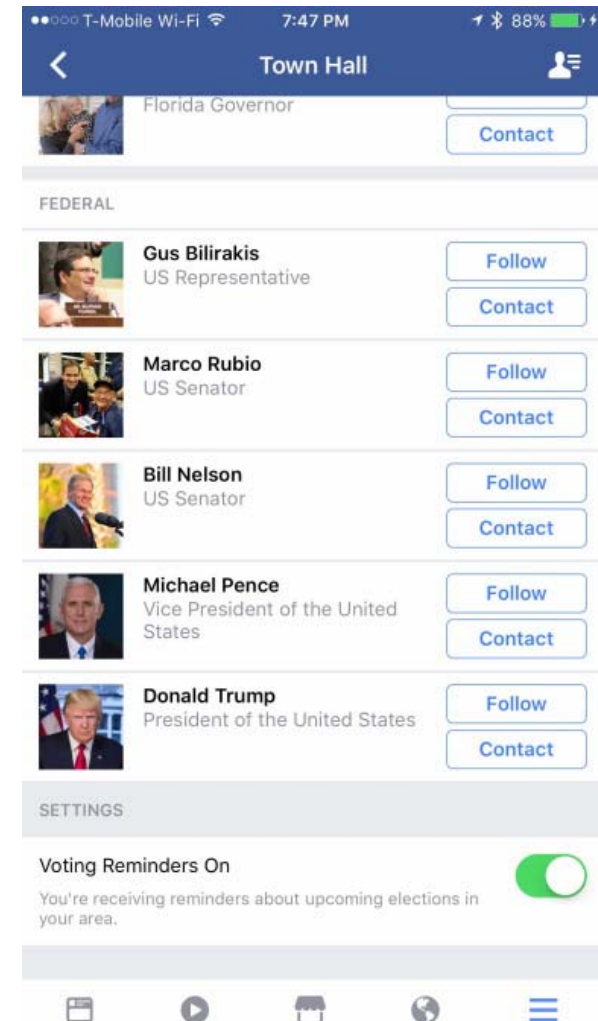 T-Mobile Wi-Fi 7:47 PM 88%
Town Hall
Florida Governor
Contact
FEDERAL
Gus Bilirakis
US Representative
Follow
Contact
Marco Rubio
US Senator
Follow
Contact
Bill Nelson
US Senator
Follow
Contact
Michael Pence
Vice President of the United
States
Follow
Contact
Donald Trump
President of the United States
Follow
Contact
SETTINGS
Voting Reminders On
You're receiving reminders about upcoming elections in
your area.